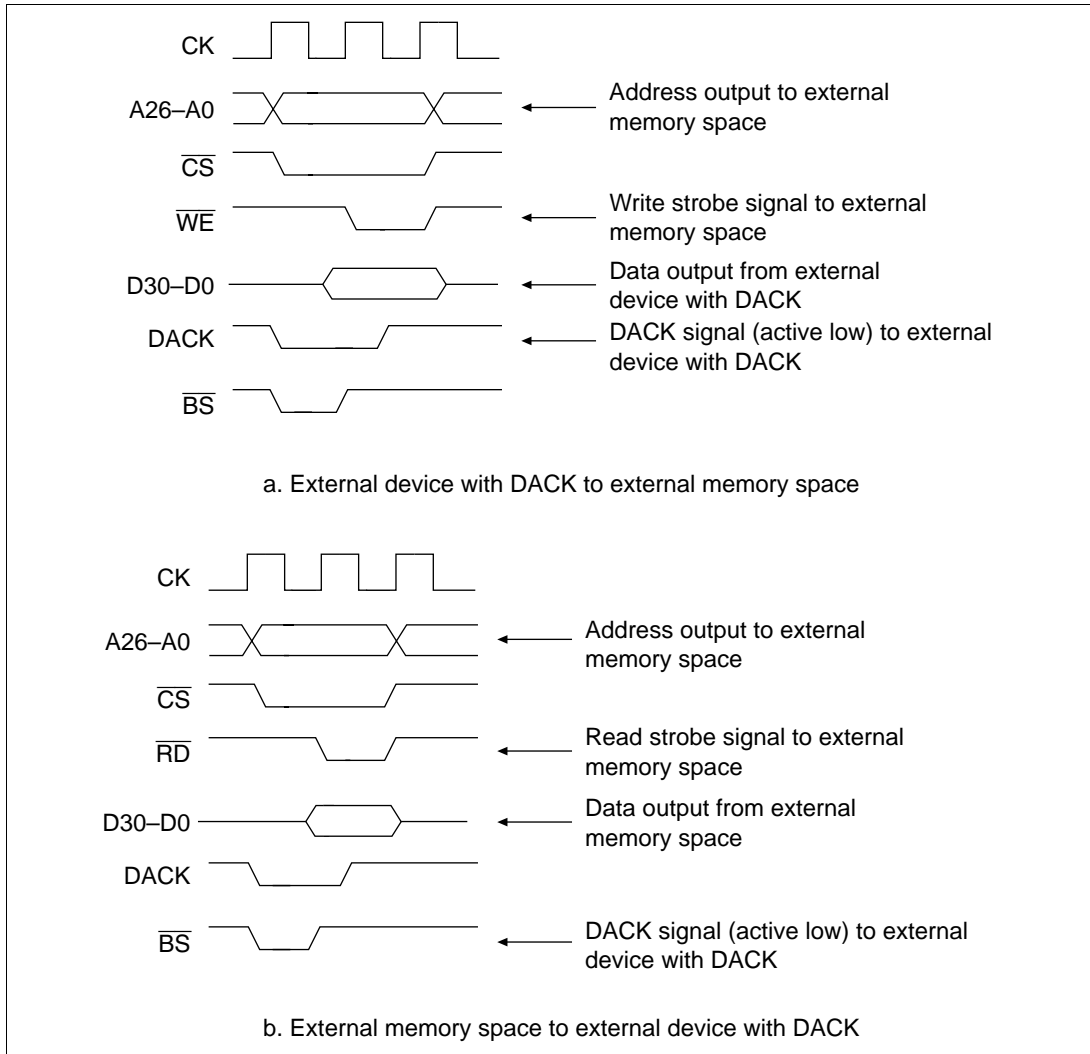 CK
A26–A0
Address output to external
memory space
CS
WE
Write strobe signal to external
memory space
D30–D0
Data output from external
device with DACK
DACK
DACK signal (active low) to external
device with DACK
BS
a. External device with DACK to external memory space
CK
A26–A0
Address output to external
memory space
CS
RD
Read strobe signal to external
memory space
D30–D0
Data output from external
memory space
DACK
BS
DACK signal (active low) to external
device with DACK
b. External memory space to external device with DACK